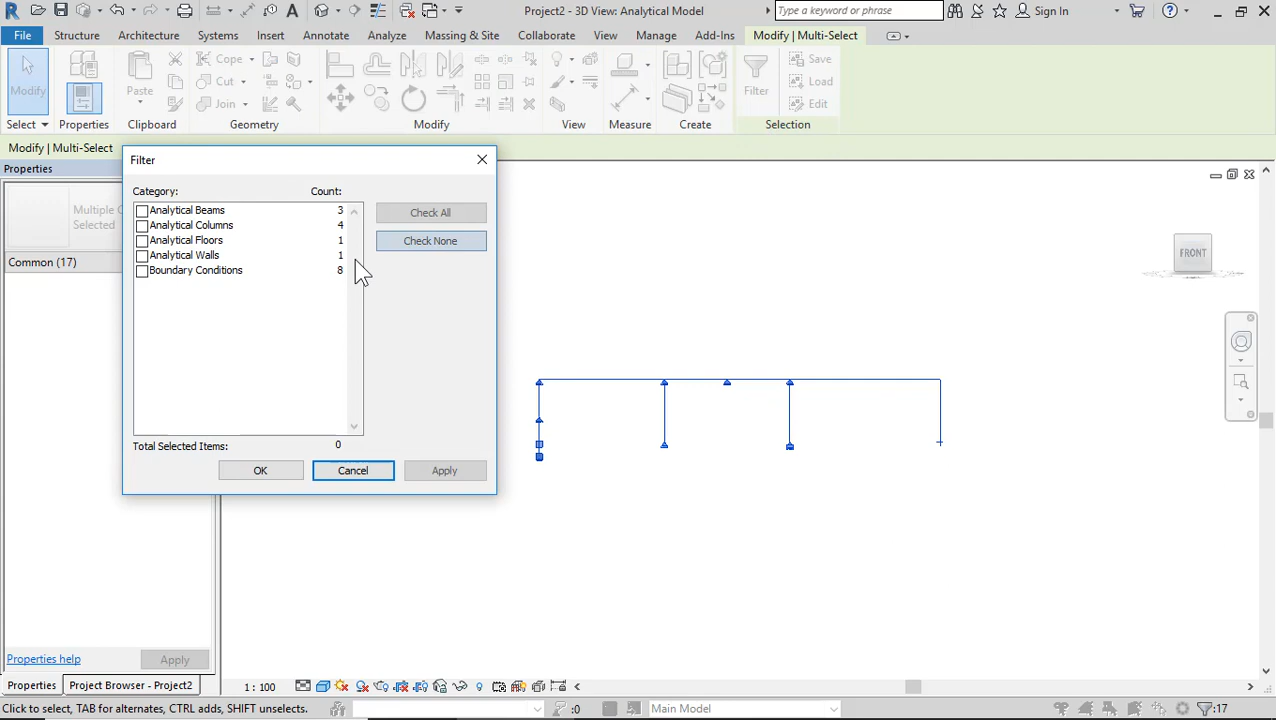 Project2 - 3D View: Analytical Model
Type a keyword or phrase
Sign In
File
Structure
Architecture
Systems
Insert
Annotate
Analyze
Massing & Site
Collaborate
View
Manage
Add-Ins
Modify | Multi-Select
Modify
Paste
Cope
Cut
Join
Filter
Save
Load
Edit
Select
Properties
Clipboard
Geometry
Modify
View
Measure
Create
Selection
Modify | Multi-Select
Properties
Multiple C
Selected
Common (17)
Filter
Category:
Count:
Analytical Beams 3
Analytical Columns 4
Analytical Floors 1
Analytical Walls 1
Boundary Conditions 8
Check All
Check None
Total Selected Items: 0
OK
Cancel
Apply
FRONT
Properties help
Apply
Properties
Project Browser - Project2
1 : 100
Click to select, TAB for alternates, CTRL adds, SHIFT unselects.
:0
Main Model
:17